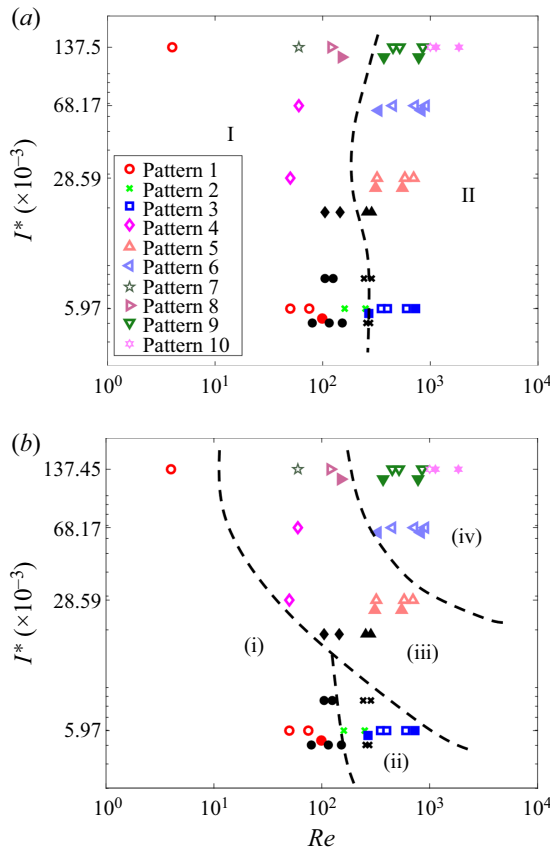 (a)
137.5
68.17
28.59
5.97
I* (×10⁻³)
I
II
Pattern 1
Pattern 2
Pattern 3
Pattern 4
Pattern 5
Pattern 6
Pattern 7
Pattern 8
Pattern 9
Pattern 10
10⁰ 10¹ 10² 10³ 10⁴
(b)
137.45
68.17
28.59
5.97
I* (×10⁻³)
(iv)
(i)
(iii)
(ii)
10⁰ 10¹ 10² 10³ 10⁴
Re